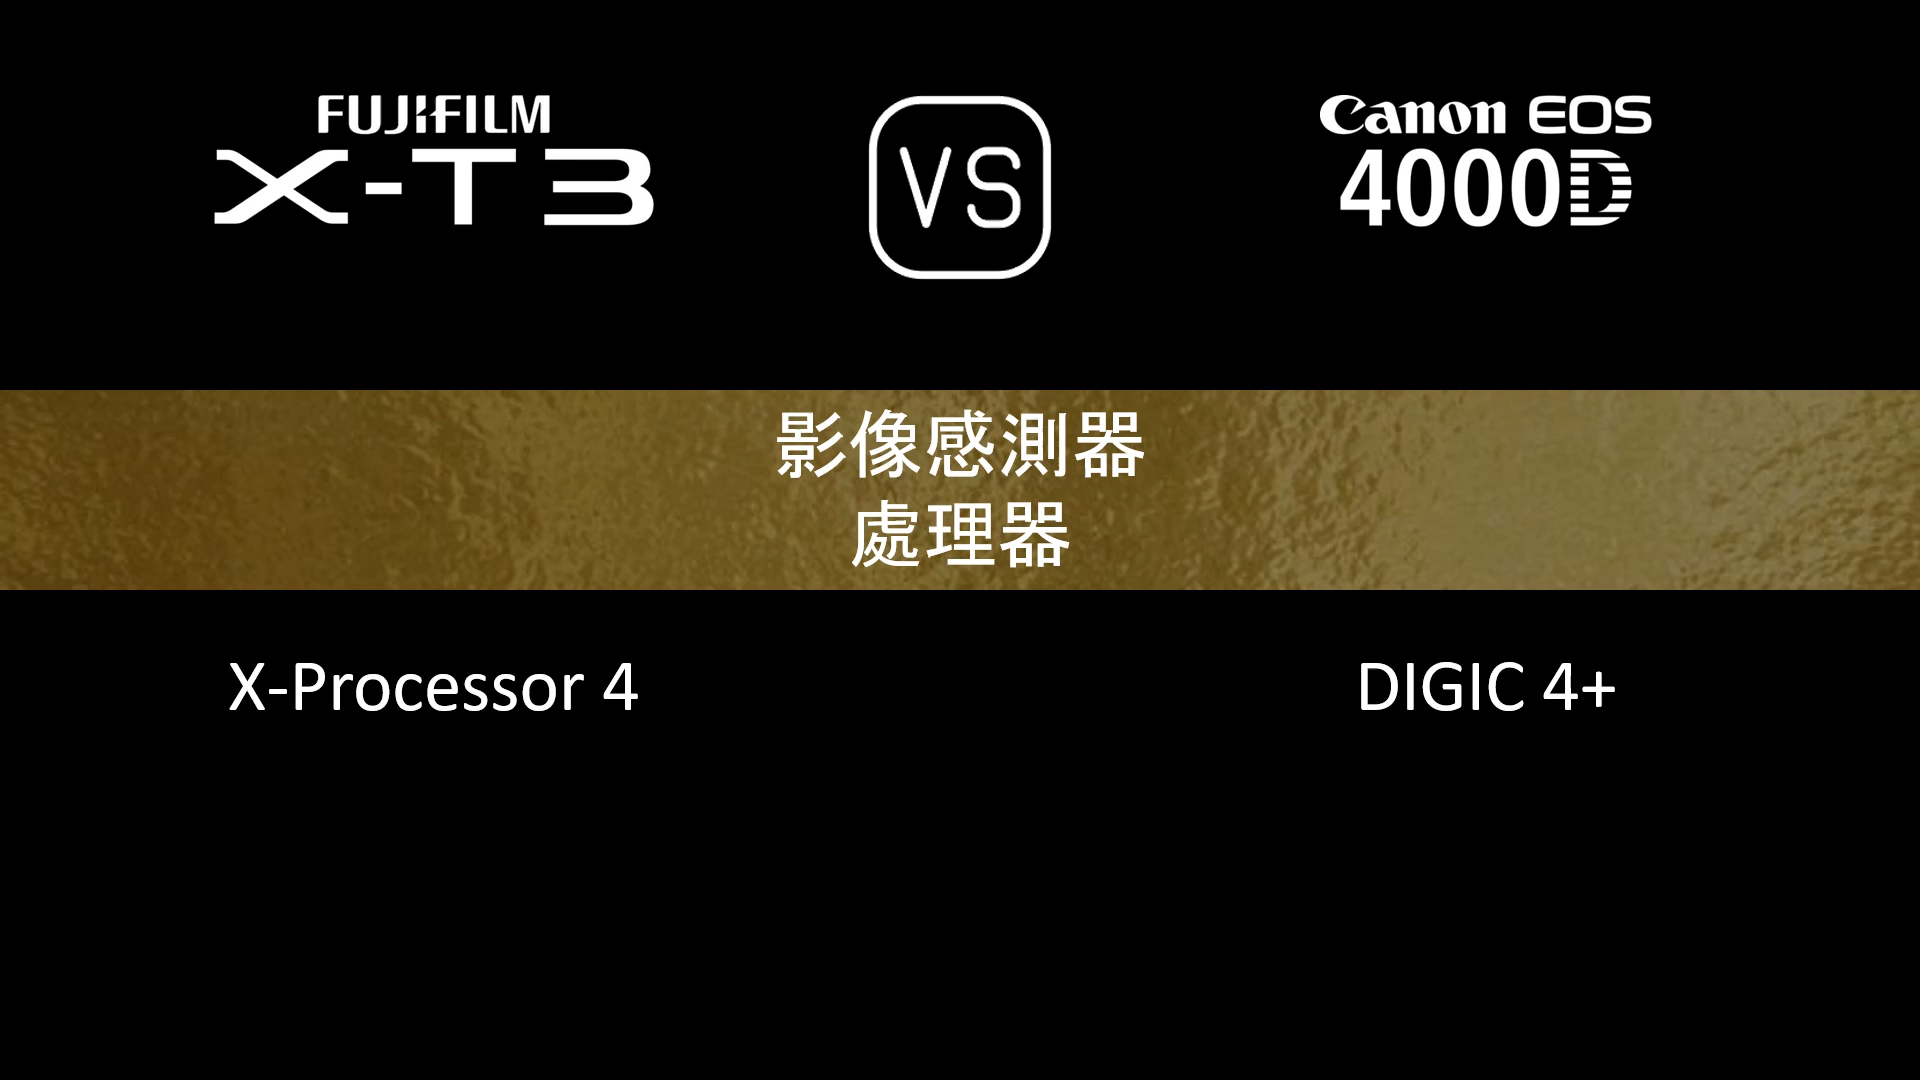 FUJIFILM
X-T3
VS
Canon EOS
4000D
影像感測器
處理器
X-Processor 4
DIGIC 4+